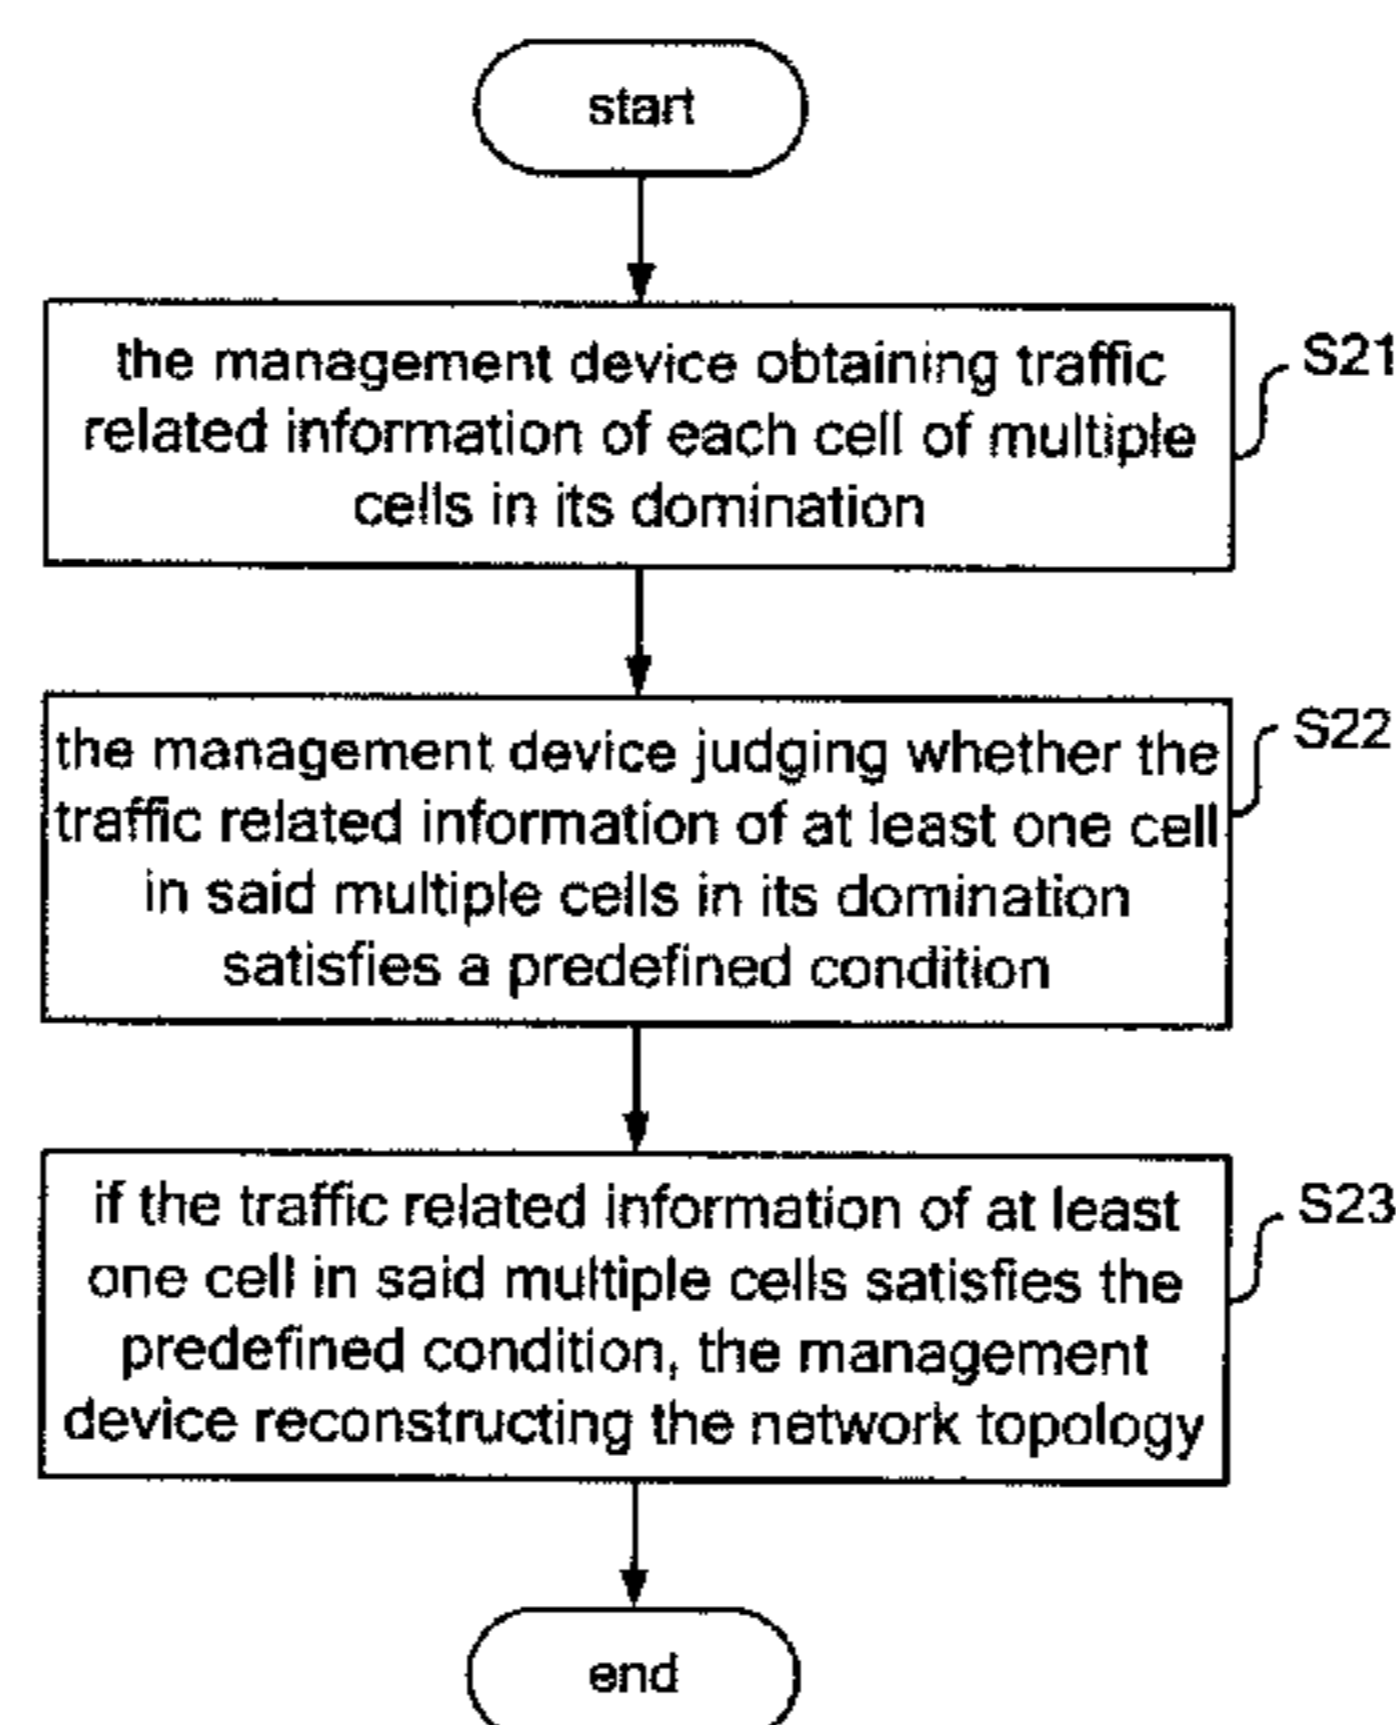 start
the management device obtaining traffic
related information of each cell of multiple
cells in its domination
S21
the management device judging whether the
traffic related information of at least one cell
in said multiple cells in its domination
satisfies a predefined condition
S22
if the traffic related information of at least
one cell in said multiple cells satisfies the
predefined condition, the management
device reconstructing the network topology
S23
end